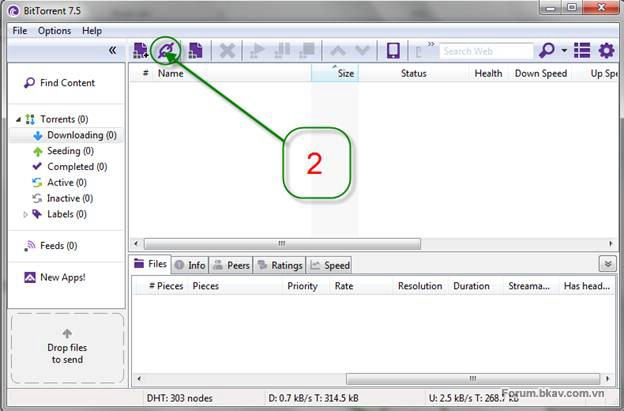 BitTorrent 7.5
File Options Help
«
» Search Web
Find Content
# Name Size Status Health Down Speed Up Spe
Torrents (0)
Downloading (0)
Seeding (0)
Completed (0)
Active (0)
Inactive (0)
Labels (0)
Feeds (0)
New Apps!
Drop files
to send
2
Files Info Peers Ratings Speed
# Pieces Pieces Priority Rate Resolution Duration Streama... Has head...
DHT: 303 nodes D: 0.7 kB/s T: 314.5 kB U: 2.5 kB/s T: 268.7 kB
Forum.bkav.com.vn